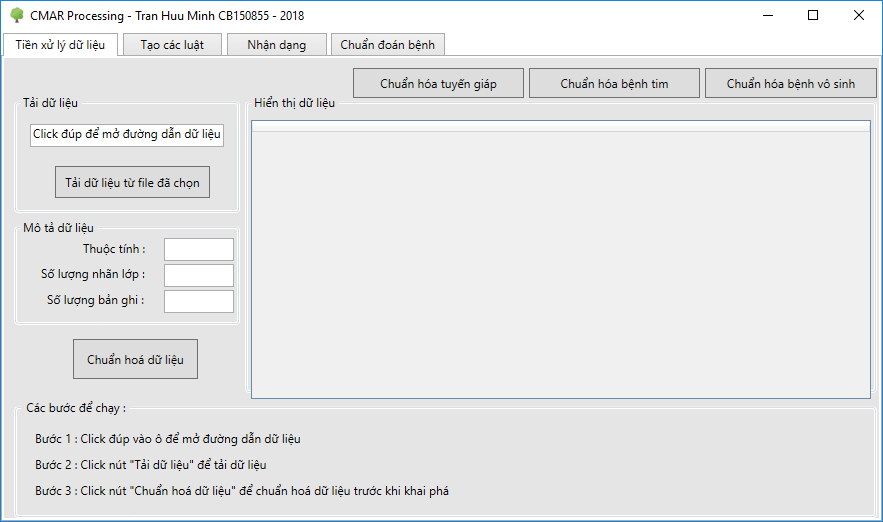 CMAR Processing - Tran Huu Minh CB150855 - 2018
Tiền xử lý dữ liệu
Tạo các luật
Nhận dạng
Chuẩn đoán bệnh
Chuẩn hóa tuyến giáp
Chuẩn hóa bệnh tim
Chuẩn hóa bệnh vô sinh
Tải dữ liệu
Click đúp để mở đường dẫn dữ liệu
Tải dữ liệu từ file đã chọn
Hiển thị dữ liệu
Mô tả dữ liệu
Thuộc tính :
Số lượng nhãn lớp :
Số lượng bản ghi :
Chuẩn hoá dữ liệu
Các bước để chạy :
Bước 1 : Click đúp vào ô để mở đường dẫn dữ liệu
Bước 2 : Click nút "Tải dữ liệu" để tải dữ liệu
Bước 3 : Click nút "Chuẩn hoá dữ liệu" để chuẩn hoá dữ liệu trước khi khai phá